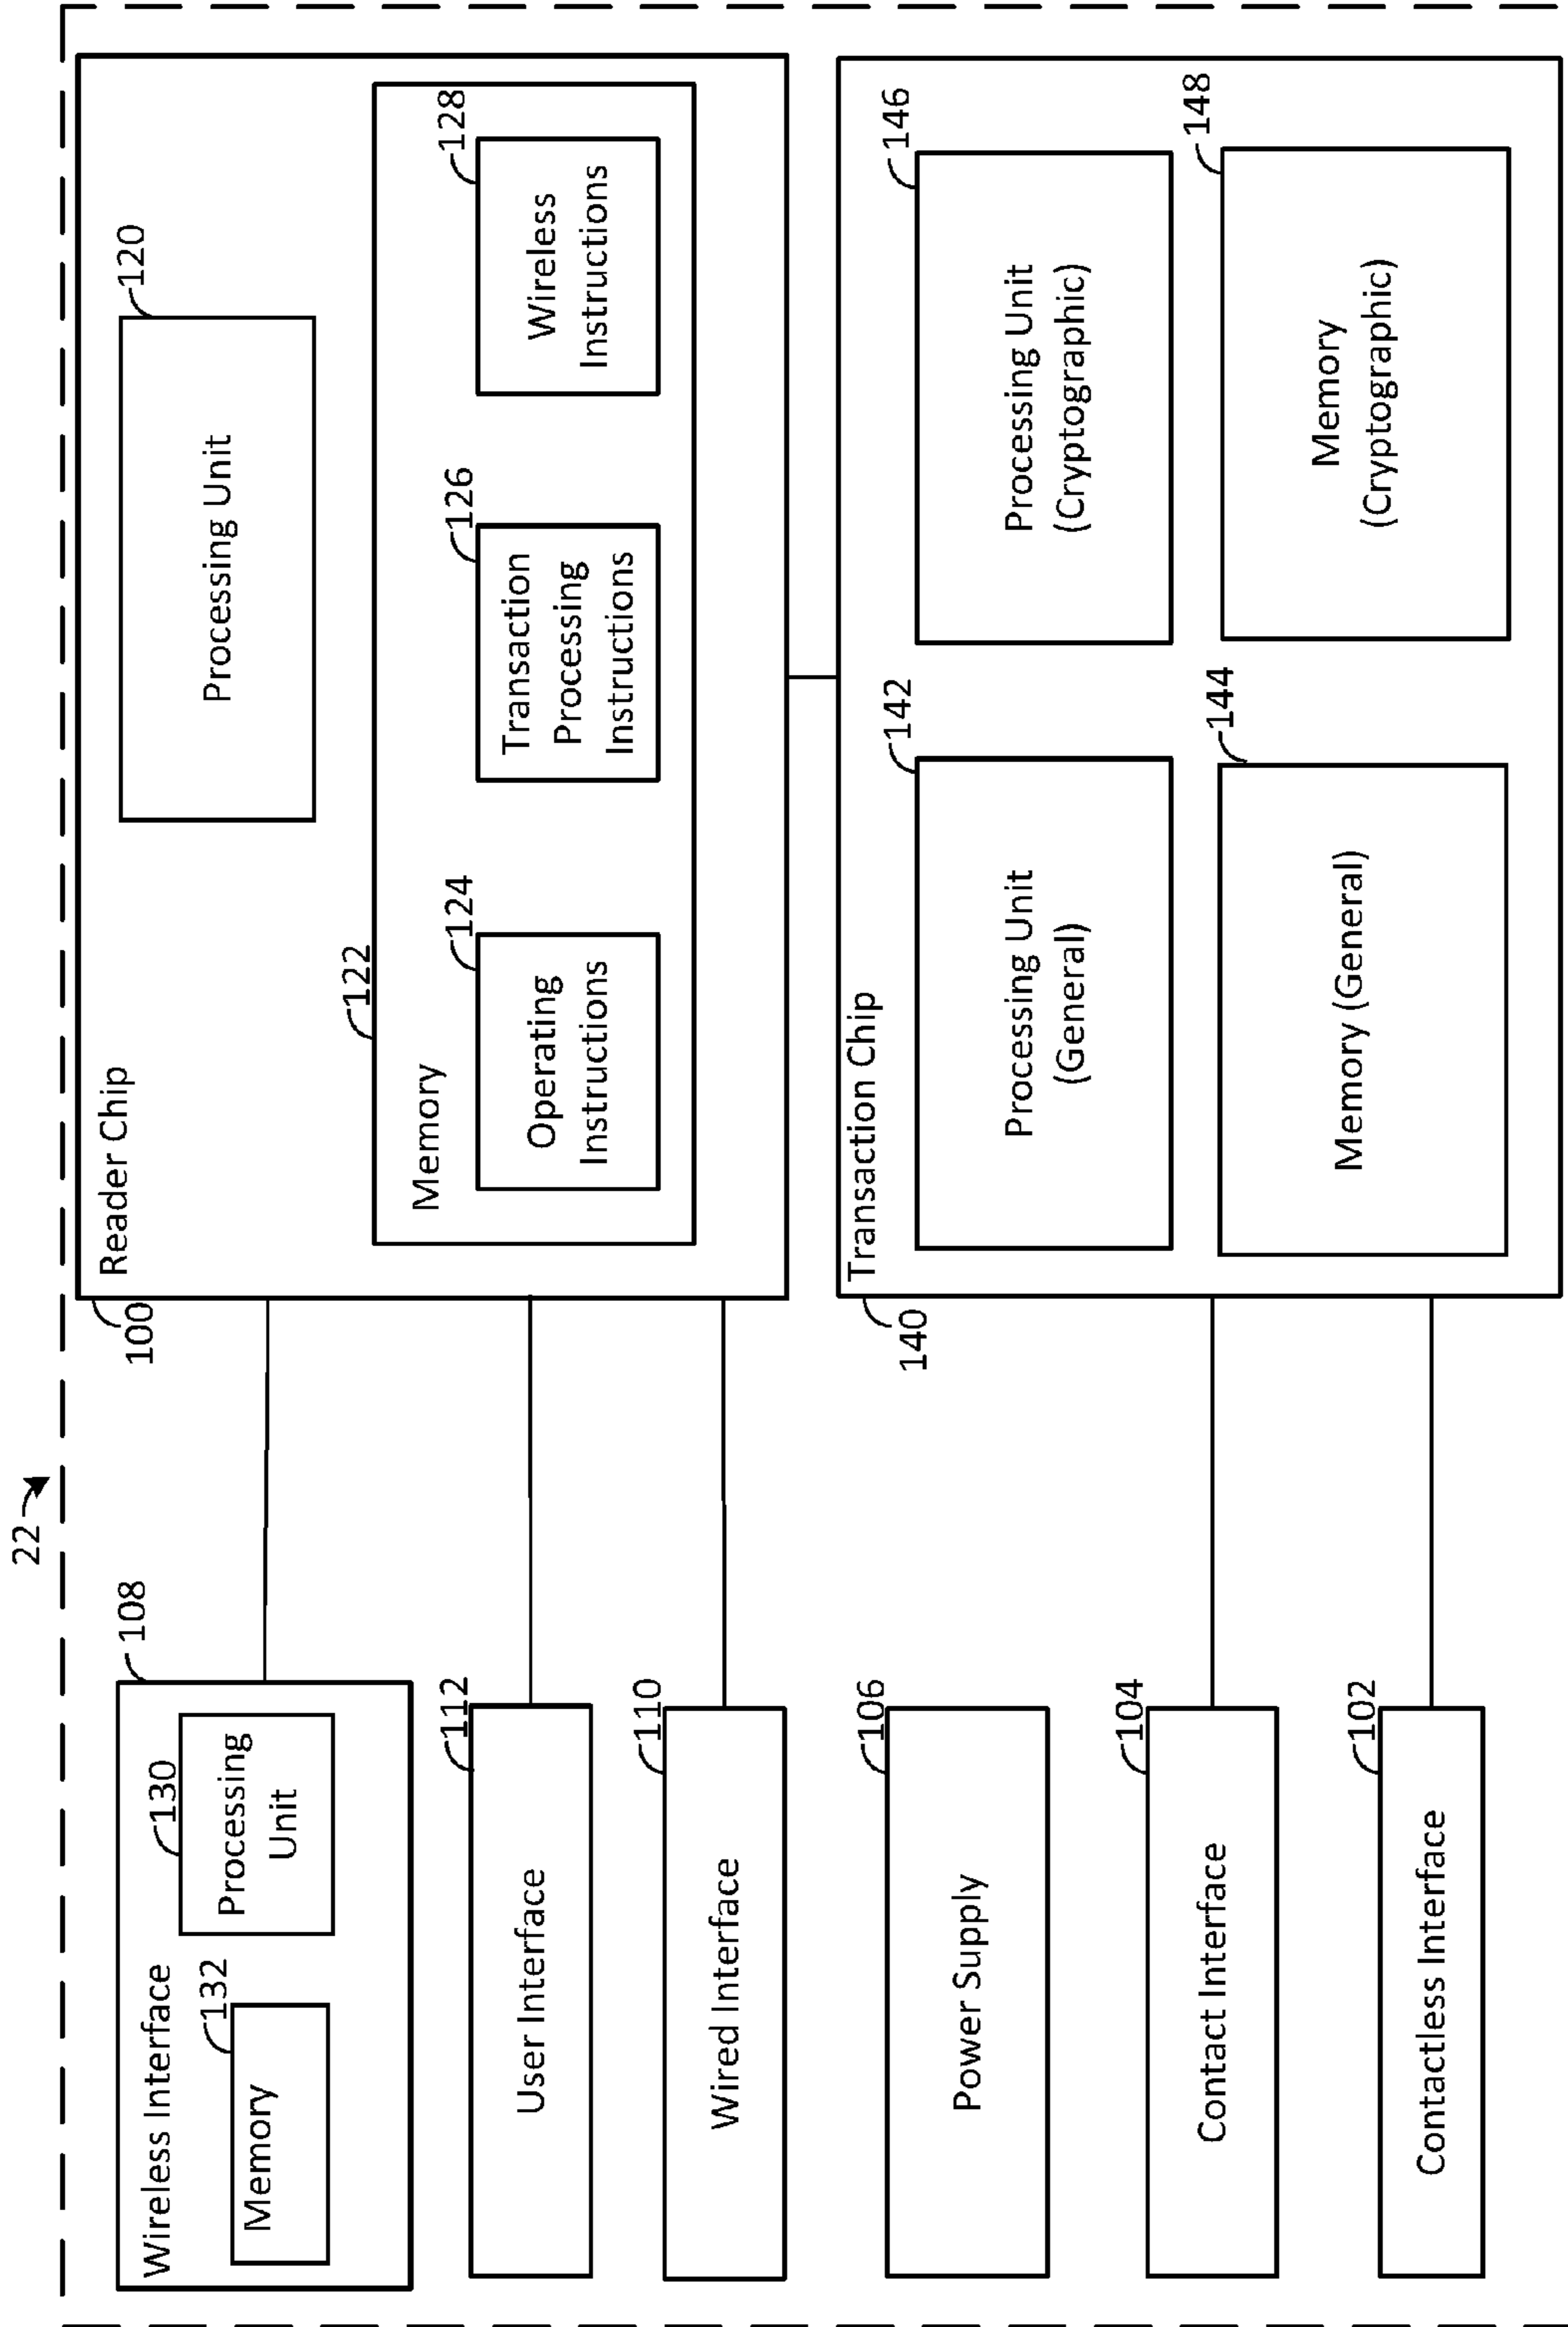 22
108
Wireless Interface
130
Processing
Unit
132
Memory
112
User Interface
110
Wired Interface
106
Power Supply
104
Contact Interface
102
Contactless Interface
100
Reader Chip
120
Processing Unit
122
Memory
124
Operating
Instructions
126
Transaction
Processing
Instructions
128
Wireless
Instructions
140
Transaction Chip
142
Processing Unit
(General)
146
Processing Unit
(Cryptographic)
144
Memory (General)
148
Memory
(Cryptographic)